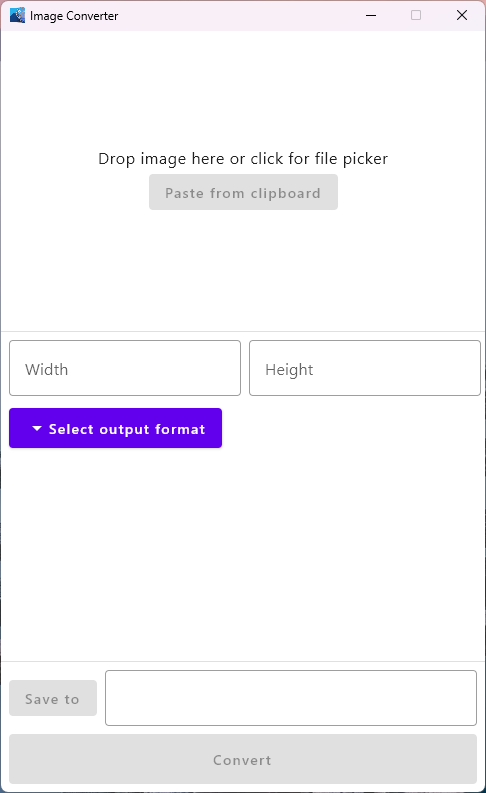 Image Converter
Drop image here or click for file picker
Paste from clipboard
Width
Height
Select output format
Save to
Convert